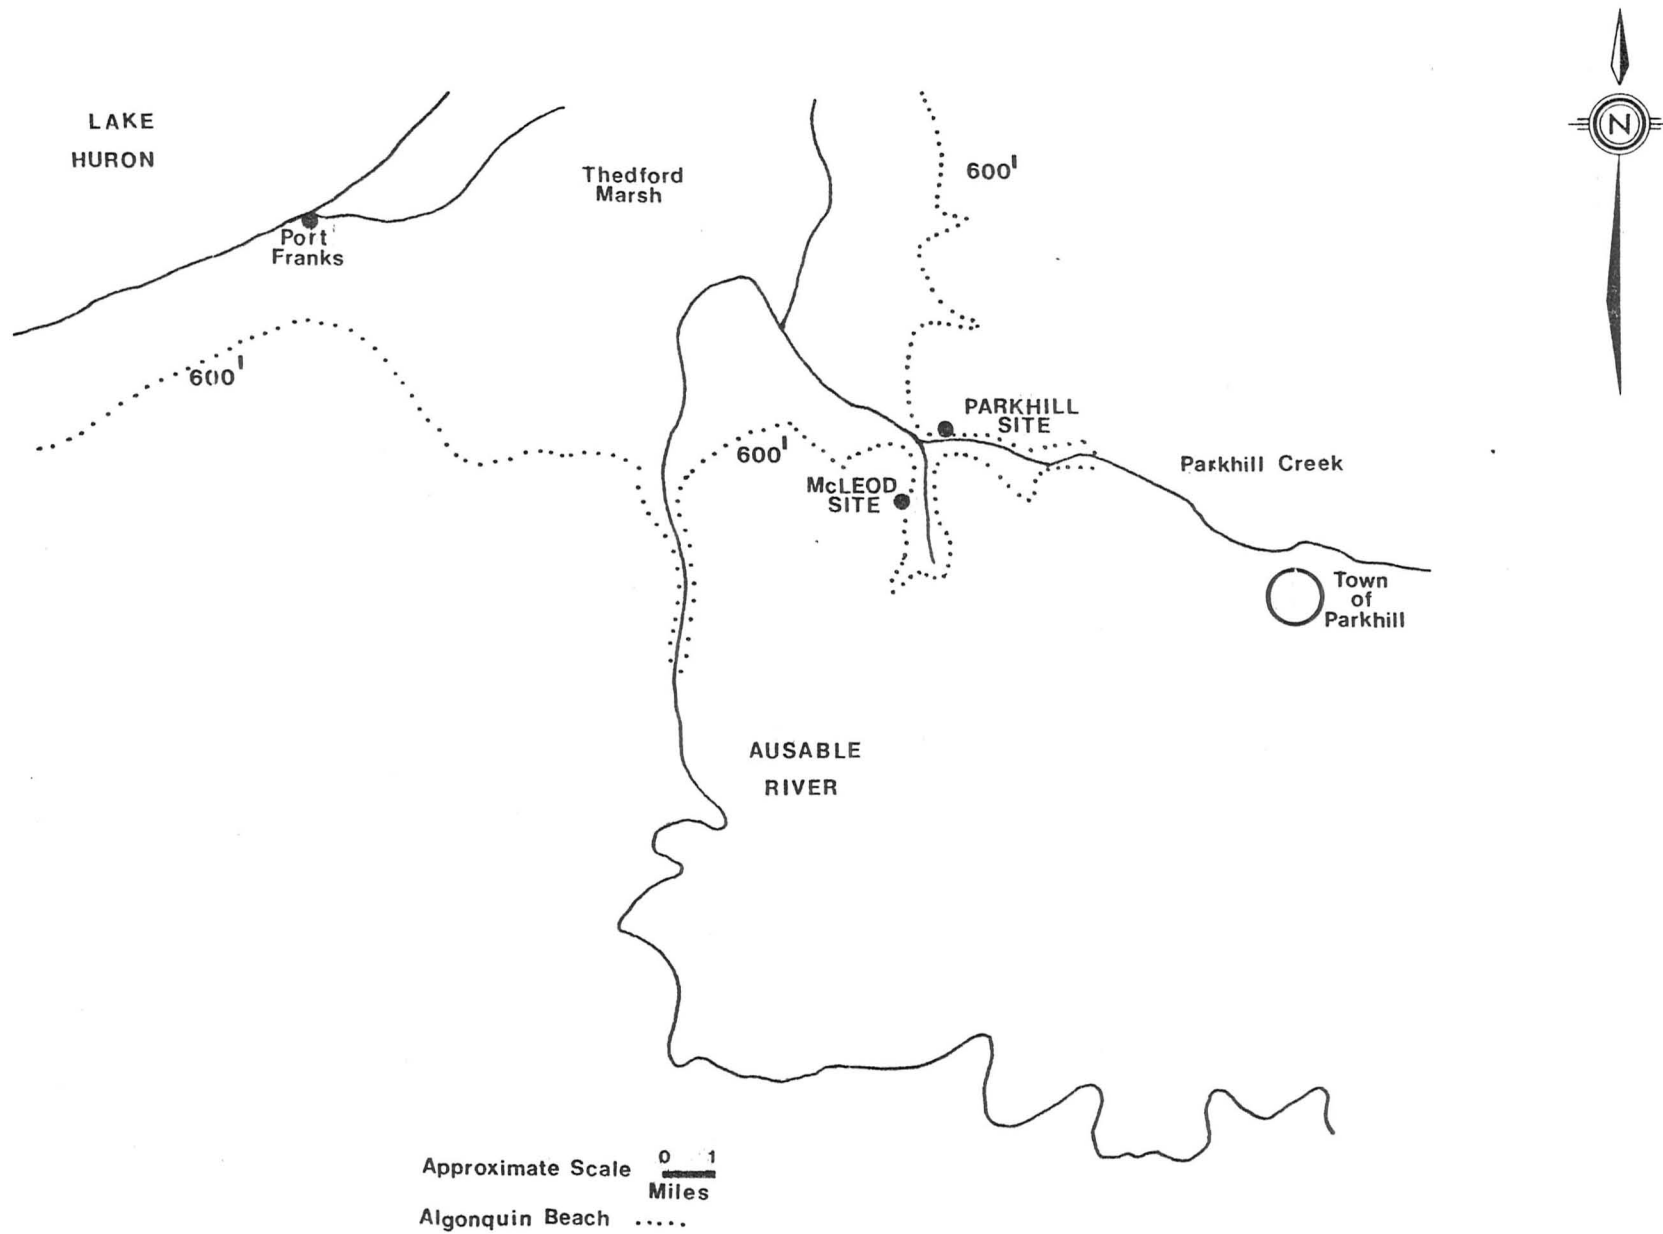 LAKE
HURON
N
600'
Thedford
Marsh
Port
Franks
600'
PARKHILL
SITE
600'
Parkhill Creek
McLEOD
SITE
Town
of
Parkhill
AUSABLE
RIVER
0 1
Approximate Scale
Miles
Algonquin Beach .....